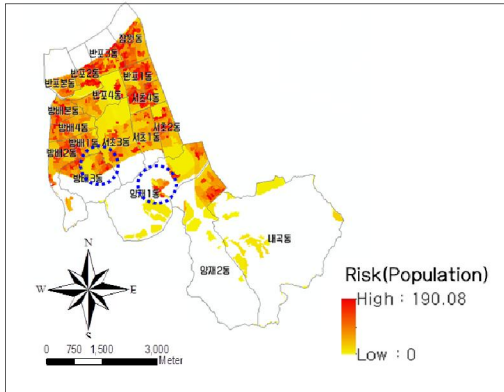 잠원동
반포3동
반포2동
반포1동
반포본동
반포4동
서초4동
방배본동
방배4동
서초2동
방배1동
서초3동
서초1동
방배2동
방배3동
양재1동
내곡동
양재2동
N
W
E
S
Risk(Population)
High : 190.08
Low : 0
0 750 1,500 3,000
Meter